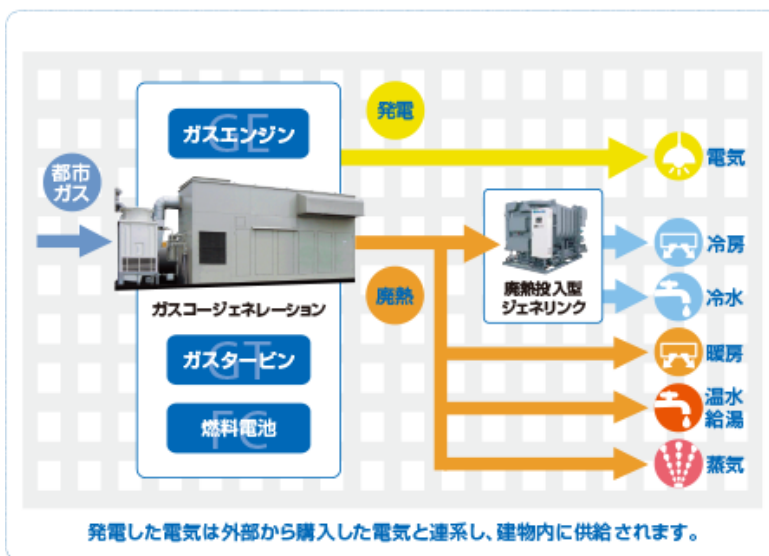 発電
GE
ガスエンジン
電気
都市
ガス
冷房
廃熱投入型
ジェネリンク
廃熱
冷水
ガスコージェネレーション
暖房
GT
ガスタービン
温水
給湯
FC
燃料電池
蒸気
発電した電気は外部から購入した電気と連系し、建物内に供給されます。